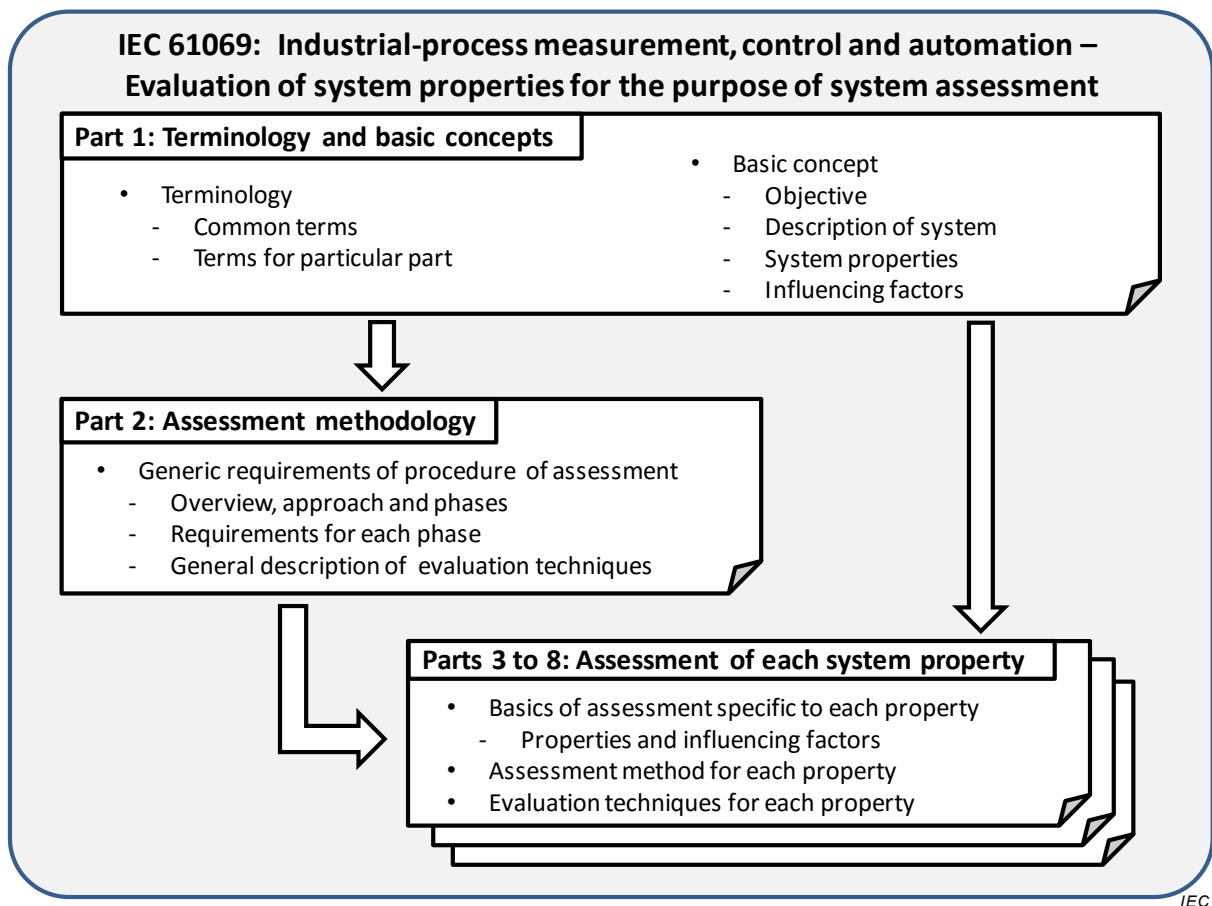 IEC 61069: Industrial-process measurement, control and automation –
Evaluation of system properties for the purpose of system assessment
Part 1: Terminology and basic concepts
• Terminology
- Common terms
- Terms for particular part
• Basic concept
- Objective
- Description of system
- System properties
- Influencing factors
Part 2: Assessment methodology
• Generic requirements of procedure of assessment
- Overview, approach and phases
- Requirements for each phase
- General description of evaluation techniques
Parts 3 to 8: Assessment of each system property
• Basics of assessment specific to each property
- Properties and influencing factors
• Assessment method for each property
• Evaluation techniques for each property
IEC